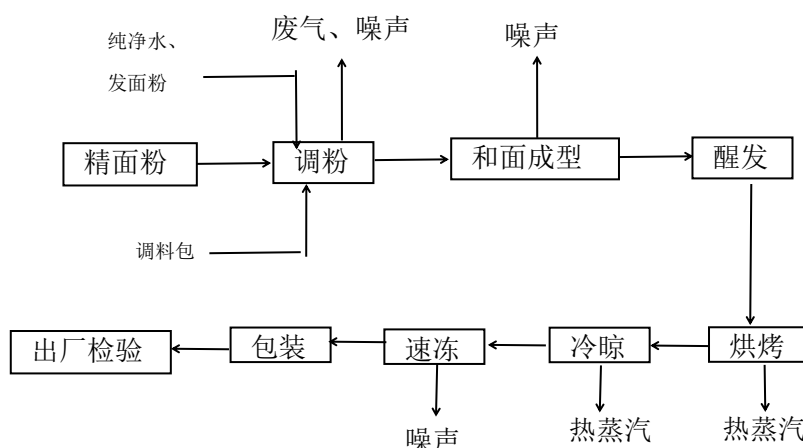 纯净水、
发面粉
废气、噪声
噪声
精面粉
调粉
和面成型
醒发
调料包
出厂检验
包装
速冻
冷晾
烘烤
噪声
热蒸汽
热蒸汽